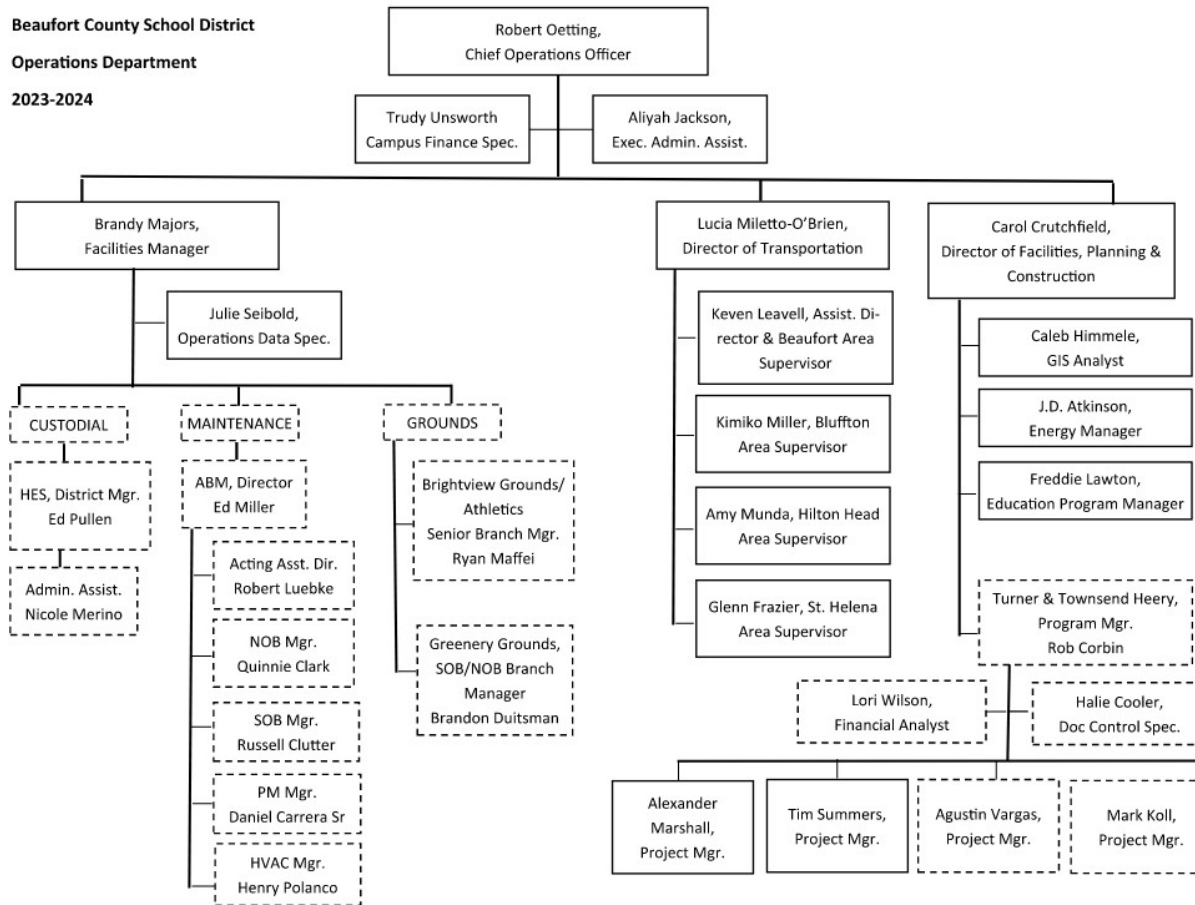 Beaufort County School District
Operations Department
2023-2024
Robert Oetting,
Chief Operations Officer
Trudy Unsworth
Campus Finance Spec.
Aliyah Jackson,
Exec. Admin. Assist.
Brandy Majors,
Facilities Manager
Julie Seibold,
Operations Data Spec.
CUSTODIAL
HES, District Mgr.
Ed Pullen
Admin. Assist.
Nicole Merino
MAINTENANCE
ABM, Director
Ed Miller
Acting Asst. Dir.
Robert Luebke
NOB Mgr.
Quinnie Clark
SOB Mgr.
Russell Clutter
PM Mgr.
Daniel Carrera Sr
HVAC Mgr.
Henry Polanco
GROUNDS
Brightview Grounds/
Athletics
Senior Branch Mgr.
Ryan Maffei
Greenery Grounds,
SOB/NOB Branch
Manager
Brandon Duitsman
Lucia Miletto-O’Brien,
Director of Transportation
Keven Leavell, Assist. Di-
rector & Beaufort Area
Supervisor
Kimiko Miller, Bluffton
Area Supervisor
Amy Munda, Hilton Head
Area Supervisor
Glenn Frazier, St. Helena
Area Supervisor
Carol Crutchfield,
Director of Facilities, Planning &
Construction
Caleb Himmele,
GIS Analyst
J.D. Atkinson,
Energy Manager
Freddie Lawton,
Education Program Manager
Turner & Townsend Heery,
Program Mgr.
Rob Corbin
Lori Wilson,
Financial Analyst
Halie Cooler,
Doc Control Spec.
Alexander
Marshall,
Project Mgr.
Tim Summers,
Project Mgr.
Agustin Vargas,
Project Mgr.
Mark Koll,
Project Mgr.